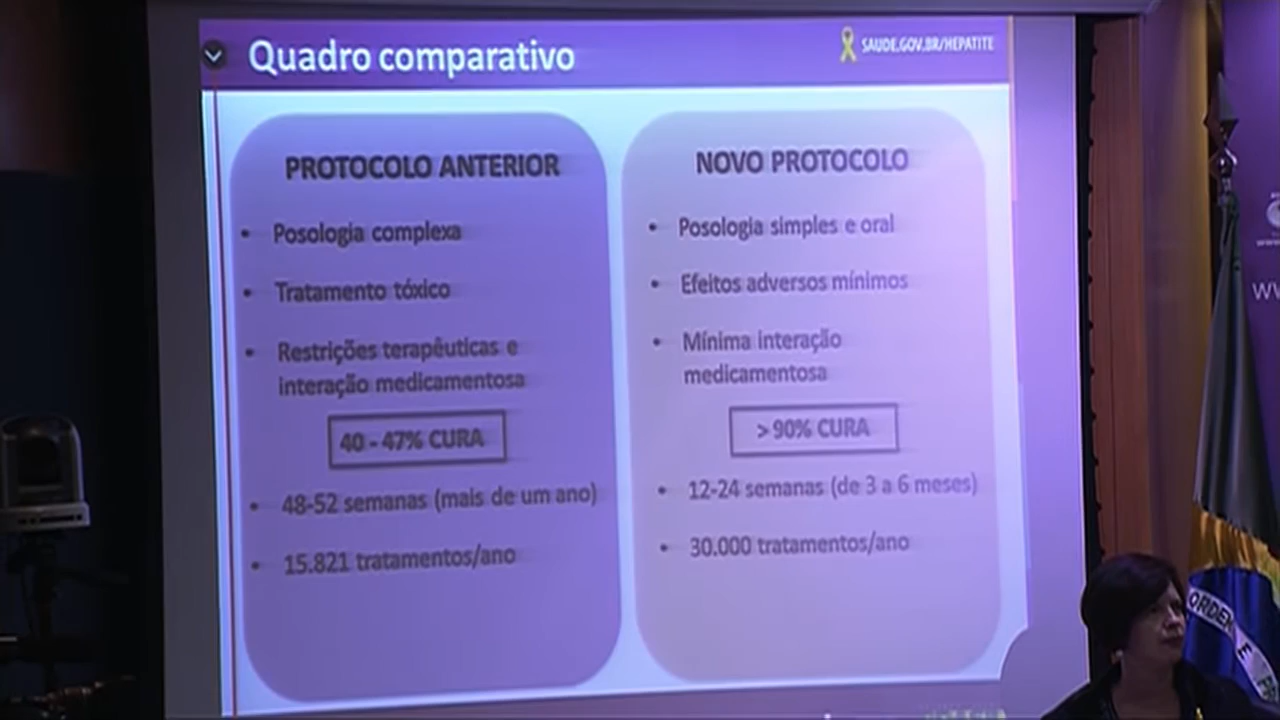 Quadro comparativo
SAUDE.GOV.BR/HEPATITE
PROTOCOLO ANTERIOR
• Posologia complexa
• Tratamento tóxico
• Restrições terapêuticas e
interação medicamentosa
40 - 47% CURA
• 48-52 semanas (mais de um ano)
• 15.821 tratamentos/ano
NOVO PROTOCOLO
• Posologia simples e oral
• Efeitos adversos mínimos
• Mínima interação
medicamentosa
> 90% CURA
• 12-24 semanas (de 3 a 6 meses)
• 30.000 tratamentos/ano
ORDEM E